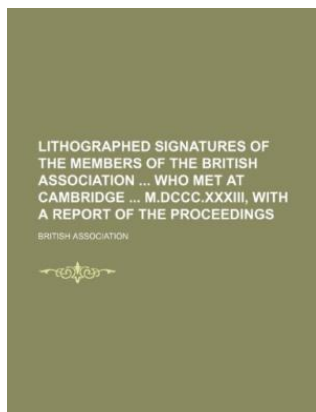 LITHOGRAPHED SIGNATURES OF
THE MEMBERS OF THE BRITISH
ASSOCIATION ... WHO MET AT
CAMBRIDGE ... M.DCCC.XXXIII, WITH
A REPORT OF THE PROCEEDINGS
BRITISH ASSOCIATION